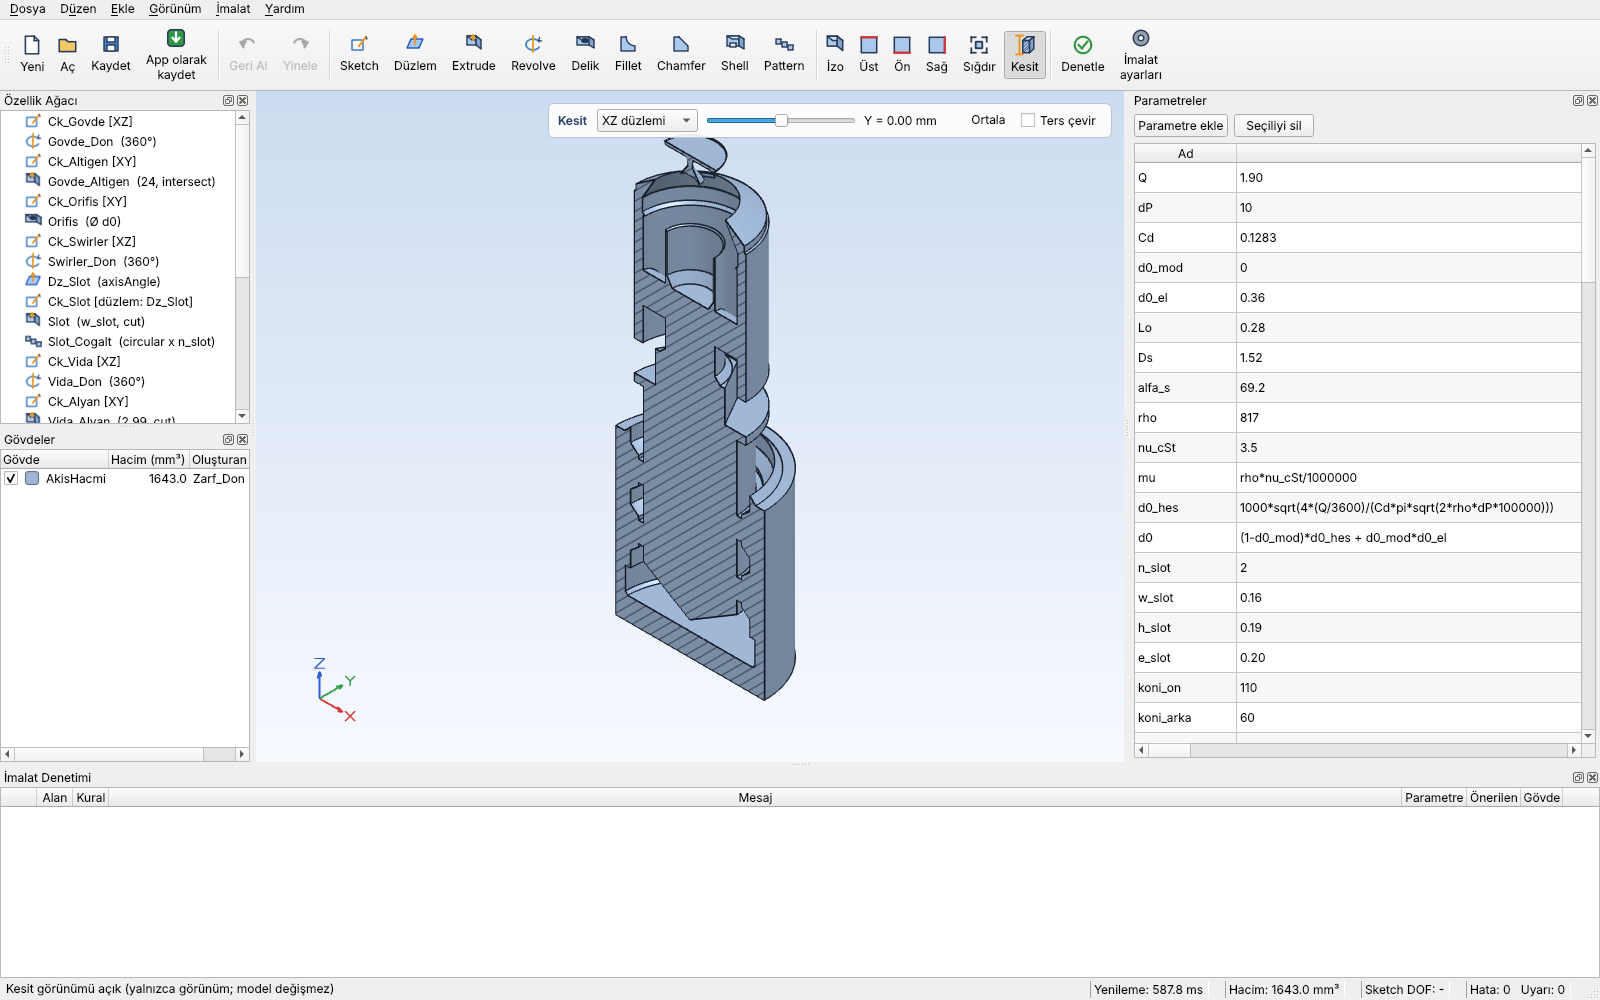 Dosya Düzen Ekle Görünüm İmalat Yardım
Yeni Aç Kaydet App olarak kaydet Geri Al Yinele Sketch Düzlem Extrude Revolve Delik Fillet Chamfer Shell Pattern İzo Üst Ön Sağ Sığdır Kesit Denetle İmalat ayarları
Özellik Ağacı
Ck_Govde [XZ]
Govde_Don (360°)
Ck_Altigen [XY]
Govde_Altigen (24, intersect)
Ck_Orifis [XY]
Orifis (Ø d0)
Ck_Swirler [XZ]
Swirler_Don (360°)
Dz_Slot (axisAngle)
Ck_Slot [düzlem: Dz_Slot]
Slot (w_slot, cut)
Slot_Cogalt (circular x n_slot)
Ck_Vida [XZ]
Vida_Don (360°)
Ck_Alyan [XY]
Vida_Alyan (2.99, cut)
Gövdeler
Gövde Hacim (mm³) Oluşturan
AkisHacmi 1643.0 Zarf_Don
Kesit XZ düzlemi Y = 0.00 mm Ortala Ters çevir
Z
Y
X
Parametreler
Parametre ekle Seçiliyi sil
Ad
Q 1.90
dP 10
Cd 0.1283
d0_mod 0
d0_el 0.36
Lo 0.28
Ds 1.52
alfa_s 69.2
rho 817
nu_cSt 3.5
mu rho*nu_cSt/1000000
d0_hes 1000*sqrt(4*(Q/3600)/(Cd*pi*sqrt(2*rho*dP*100000)))
d0 (1-d0_mod)*d0_hes + d0_mod*d0_el
n_slot 2
w_slot 0.16
h_slot 0.19
e_slot 0.20
koni_on 110
koni_arka 60
İmalat Denetimi
Alan Kural Mesaj Parametre Önerilen Gövde
Kesit görünümü açık (yalnızca görünüm; model değişmez) Yenileme: 587.8 ms Hacim: 1643.0 mm³ Sketch DOF: - Hata: 0 Uyarı: 0